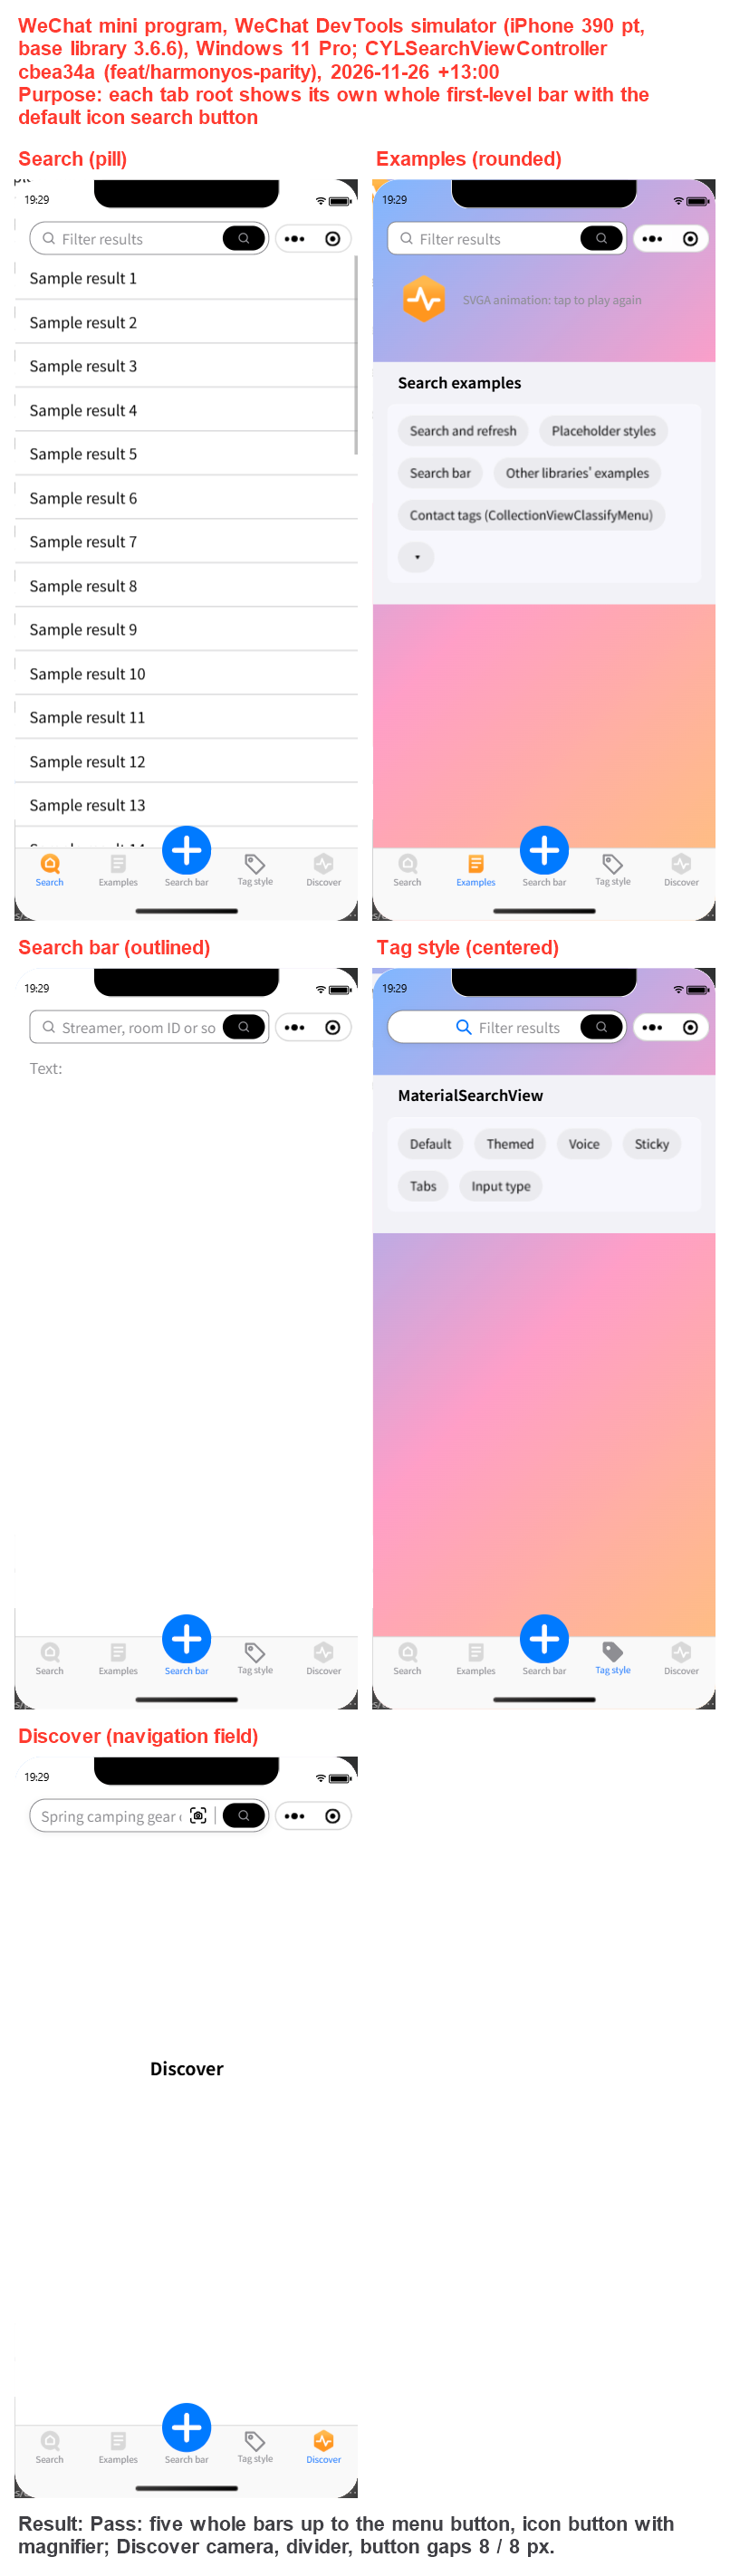 WeChat mini program, WeChat DevTools simulator (iPhone 390 pt,
base library 3.6.6), Windows 11 Pro; CYLSearchViewController
cbea34a (feat/harmonyos-parity), 2026-11-26 +13:00
Purpose: each tab root shows its own whole first-level bar with the
default icon search button
Search (pill)
19:29
Filter results
Sample result 1
Sample result 2
Sample result 3
Sample result 4
Sample result 5
Sample result 6
Sample result 7
Sample result 8
Sample result 9
Sample result 10
Sample result 11
Sample result 12
Sample result 13
Search
Examples
Search bar
Tag style
Discover
Examples (rounded)
19:29
Filter results
SVGA animation: tap to play again
Search examples
Search and refresh
Placeholder styles
Search bar
Other libraries' examples
Contact tags (CollectionViewClassifyMenu)
Search
Examples
Search bar
Tag style
Discover
Search bar (outlined)
19:29
Streamer, room ID or so
Text:
Search
Examples
Search bar
Tag style
Discover
Tag style (centered)
19:29
Filter results
MaterialSearchView
Default
Themed
Voice
Sticky
Tabs
Input type
Search
Examples
Search bar
Tag style
Discover
Discover (navigation field)
19:29
Spring camping gear
Discover
Search
Examples
Search bar
Tag style
Discover
Result: Pass: five whole bars up to the menu button, icon button with
magnifier; Discover camera, divider, button gaps 8 / 8 px.